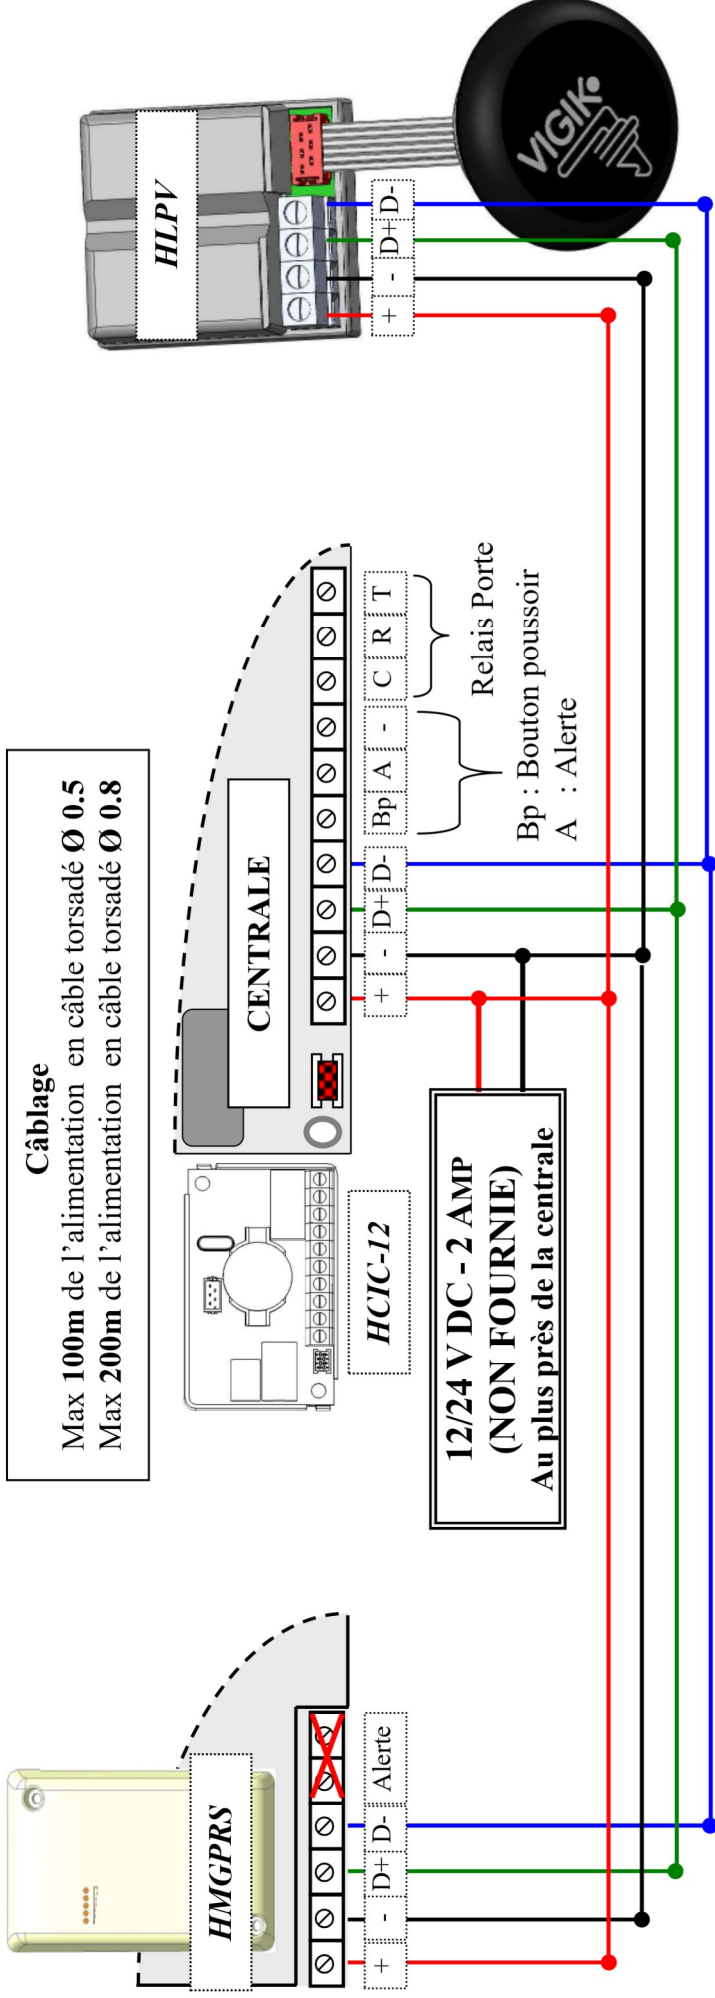 Câblage
Max 100m de l'alimentation en câble torsadé Ø 0.5
Max 200m de l'alimentation en câble torsadé Ø 0.8
HMGPRS
+ - D+ D- Alerte
HCIC-12
CENTRALE
+ - D+ D- Bp A - C R T
Relais Porte
Bp : Bouton poussoir
A : Alerte
12/24 V DC - 2 AMP
(NON FOURNIE)
Au plus près de la centrale
HLPV
+ - D+ D-
VIGIK